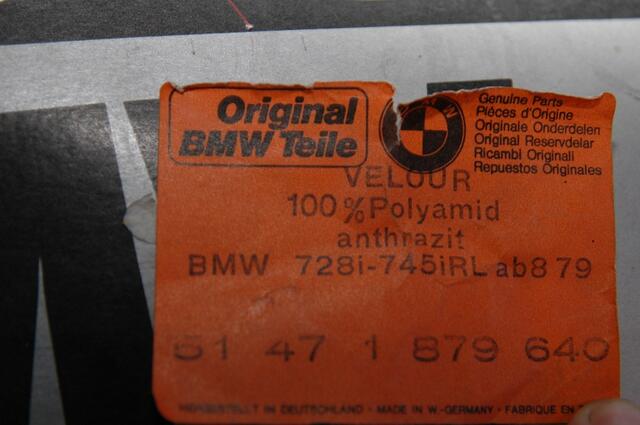 Original
BMW Teile
Genuine Parts
Pièces d'Origine
Originale Onderdelen
Original Reservdelar
Ricambi Originali
Repuestos Originales
VELOUR
100% Polyamid
anthrazit
BMW 728i-745iRL ab8 79
51 47 1 879 640
HERGESTELLT IN DEUTSCHLAND · MADE IN W.-GERMANY · FABRIQUE EN